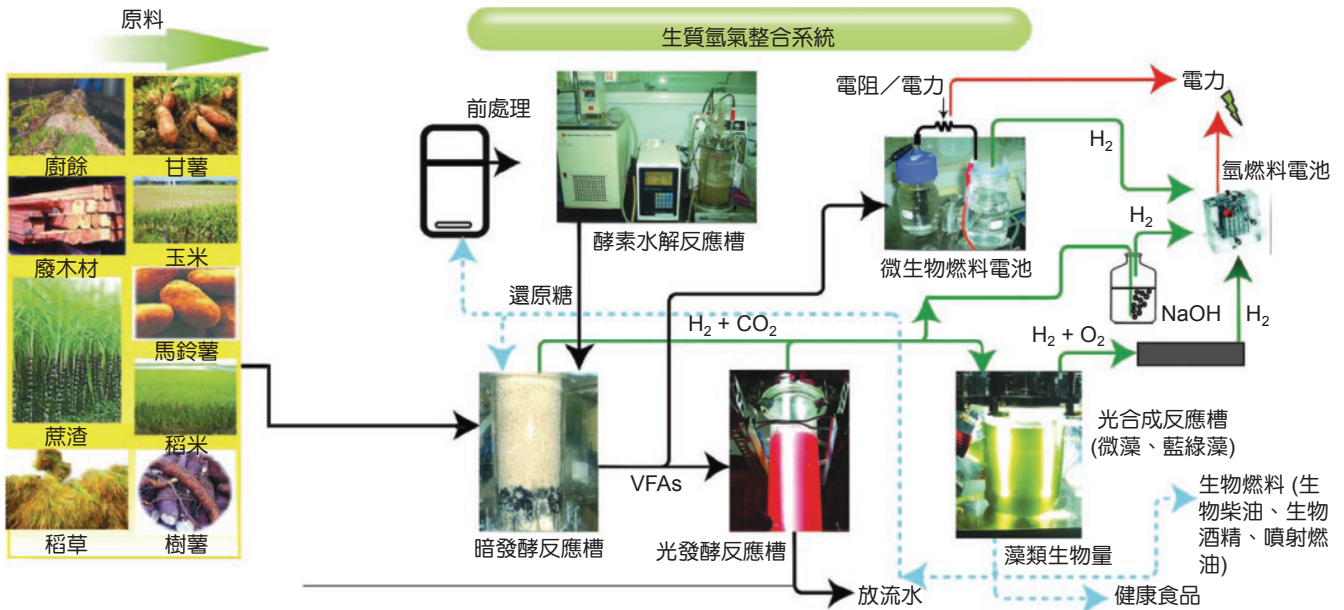 原料
生質氫氣整合系統
廚餘
甘薯
廢木材
玉米
馬鈴薯
蔗渣
稻米
稻草
樹薯
前處理
酵素水解反應槽
還原糖
電阻／電力
電力
H₂
氫燃料電池
H₂
微生物燃料電池
NaOH
H₂
H₂ + CO₂
H₂ + O₂
光合成反應槽
(微藻、藍綠藻)
VFAs
暗發酵反應槽
光發酵反應槽
藻類生物量
生物燃料 (生
物柴油、生物
酒精、噴射燃
油)
放流水
健康食品